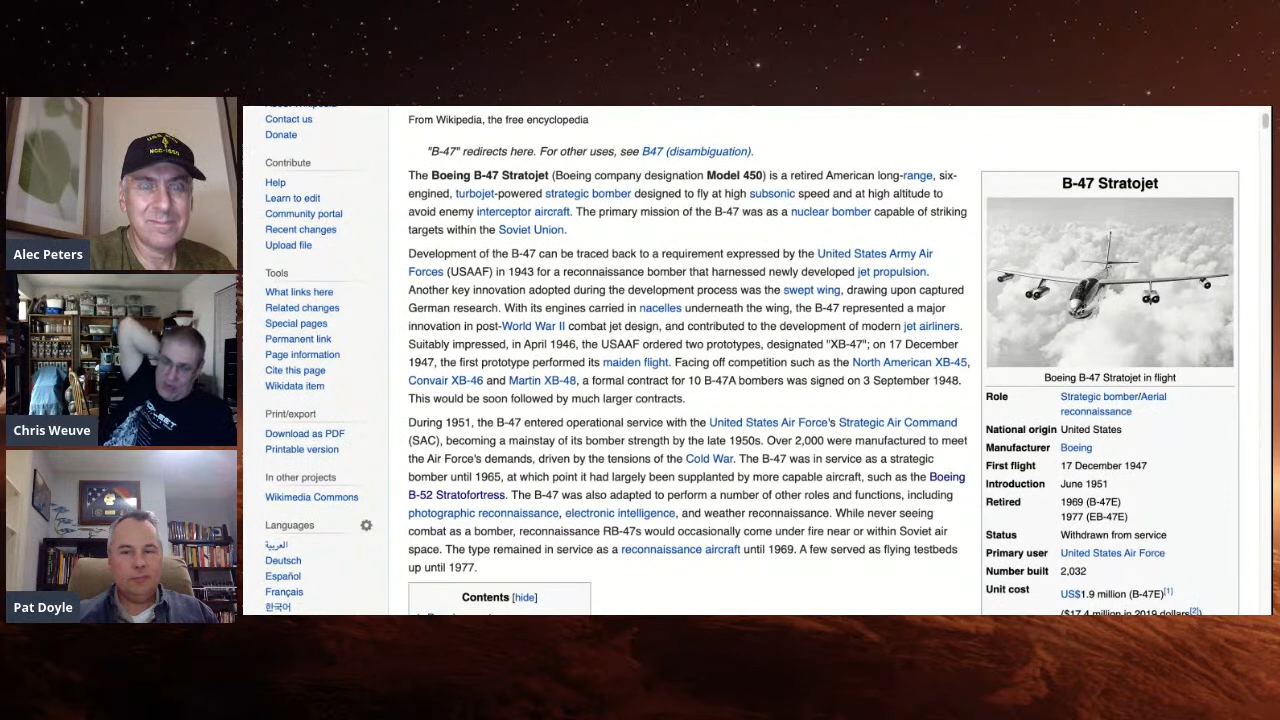 NCC-1650
Alec Peters
Chris Weuve
Pat Doyle
Contact us
Donate
Contribute
Help
Learn to edit
Community portal
Recent changes
Upload file
Tools
What links here
Related changes
Special pages
Permanent link
Page information
Cite this page
Wikidata item
Print/export
Download as PDF
Printable version
In other projects
Wikimedia Commons
Languages
العربية
Deutsch
Español
Français
한국어
From Wikipedia, the free encyclopedia
"B-47" redirects here. For other uses, see B47 (disambiguation).
The Boeing B-47 Stratojet (Boeing company designation Model 450) is a retired American long-range, six-
engined, turbojet-powered strategic bomber designed to fly at high subsonic speed and at high altitude to
avoid enemy interceptor aircraft. The primary mission of the B-47 was as a nuclear bomber capable of striking
targets within the Soviet Union.
Development of the B-47 can be traced back to a requirement expressed by the United States Army Air
Forces (USAAF) in 1943 for a reconnaissance bomber that harnessed newly developed jet propulsion.
Another key innovation adopted during the development process was the swept wing, drawing upon captured
German research. With its engines carried in nacelles underneath the wing, the B-47 represented a major
innovation in post-World War II combat jet design, and contributed to the development of modern jet airliners.
Suitably impressed, in April 1946, the USAAF ordered two prototypes, designated "XB-47"; on 17 December
1947, the first prototype performed its maiden flight. Facing off competition such as the North American XB-45,
Convair XB-46 and Martin XB-48, a formal contract for 10 B-47A bombers was signed on 3 September 1948.
This would be soon followed by much larger contracts.
During 1951, the B-47 entered operational service with the United States Air Force's Strategic Air Command
(SAC), becoming a mainstay of its bomber strength by the late 1950s. Over 2,000 were manufactured to meet
the Air Force's demands, driven by the tensions of the Cold War. The B-47 was in service as a strategic
bomber until 1965, at which point it had largely been supplanted by more capable aircraft, such as the Boeing
B-52 Stratofortress. The B-47 was also adapted to perform a number of other roles and functions, including
photographic reconnaissance, electronic intelligence, and weather reconnaissance. While never seeing
combat as a bomber, reconnaissance RB-47s would occasionally come under fire near or within Soviet air
space. The type remained in service as a reconnaissance aircraft until 1969. A few served as flying testbeds
up until 1977.
Contents [hide]
B-47 Stratojet
Boeing B-47 Stratojet in flight
Role Strategic bomber/Aerial
reconnaissance
National origin United States
Manufacturer Boeing
First flight 17 December 1947
Introduction June 1951
Retired 1969 (B-47E)
1977 (EB-47E)
Status Withdrawn from service
Primary user United States Air Force
Number built 2,032
Unit cost US$1.9 million (B-47E)[1]
($17.4 million in 2019 dollars[2])